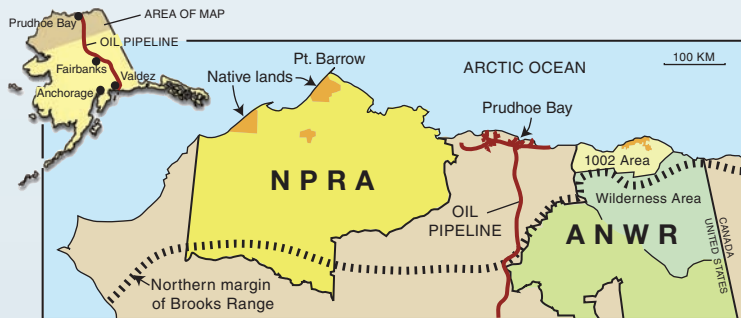 Prudhoe Bay
AREA OF MAP
OIL PIPELINE
Fairbanks
Valdez
Anchorage
Pt. Barrow
Native lands
ARCTIC OCEAN
100 KM
Prudhoe Bay
1002 Area
NPRA
Wilderness Area
OIL
PIPELINE
ANWR
CANADA
UNITED STATES
Northern margin
of Brooks Range